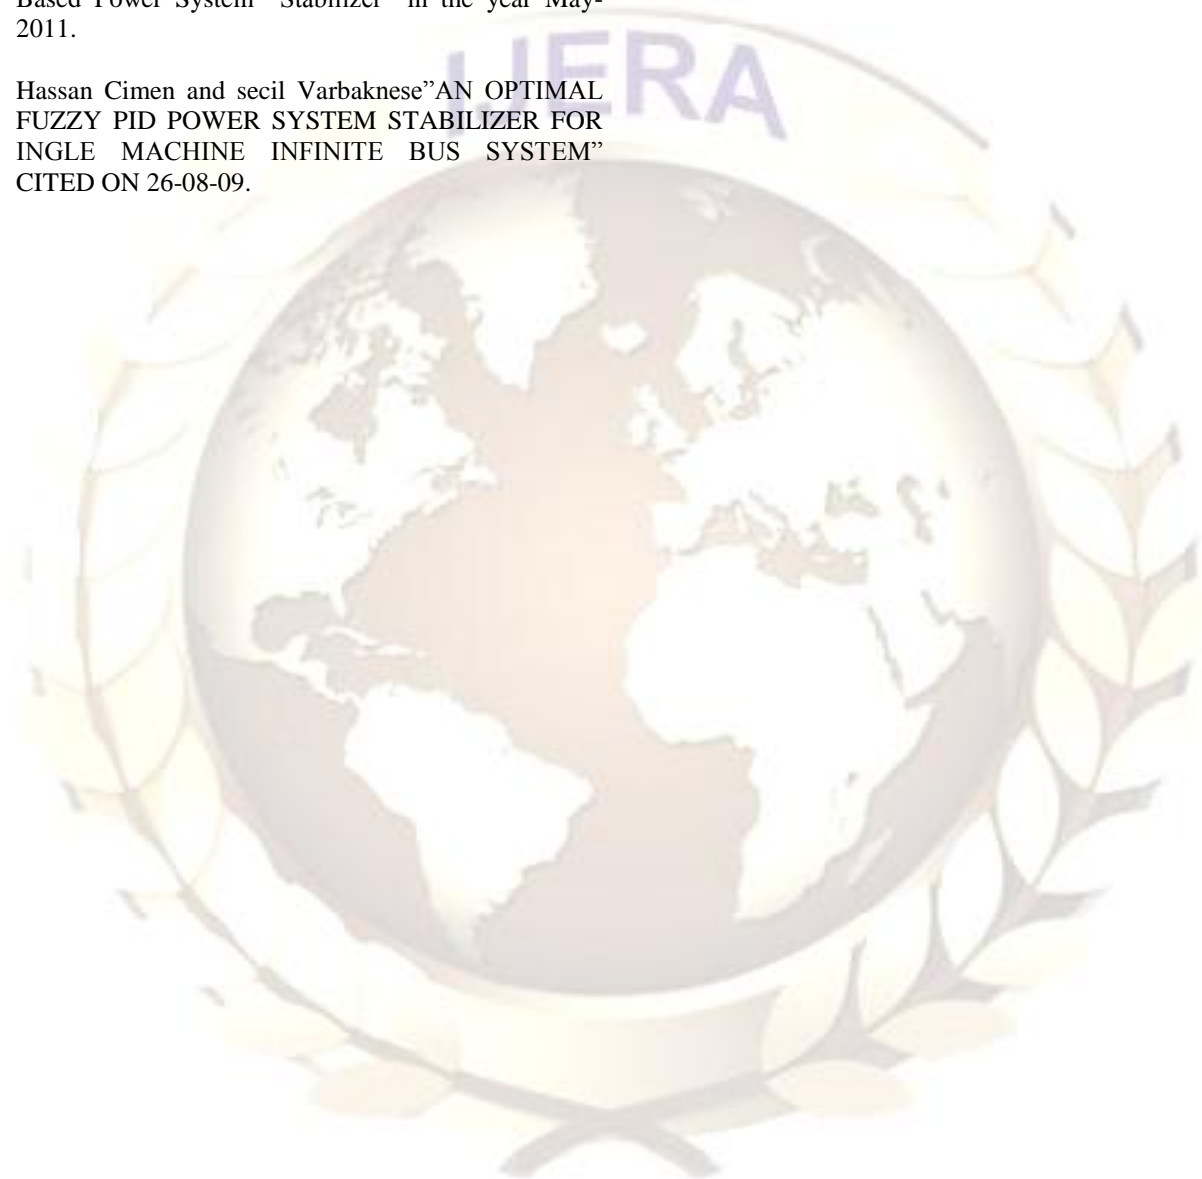 Based Power System Stabilizer" in the year May-
2011.
IJERA
Hassan Cimen and secil Varbaknese”AN OPTIMAL
FUZZY PID POWER SYSTEM STABILIZER FOR
INGLE MACHINE INFINITE BUS SYSTEM”
CITED ON 26-08-09.